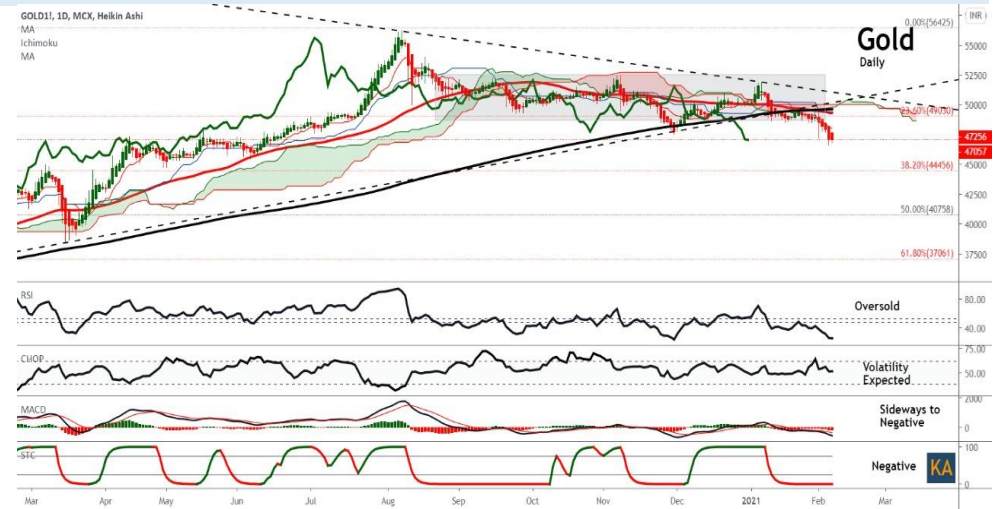 GOLD1!, 1D, MCX, Heikin Ashi
MA
Ichimoku
MA
INR
Gold
Daily
0.00%(56425)
55000
52500
50000
23.60%(49030)
47256
47057
45000
38.20%(44456)
42500
50.00%(40758)
40000
37500
61.80%(37061)
RSI
Oversold
80.00
40.00
CHOP
Volatility
Expected
75.00
50.00
MACD
Sideways to
Negative
2000
0
STC
Negative
KA
100
0
Mar Apr May Jun Jul Aug Sep Oct Nov Dec 2021 Feb Mar